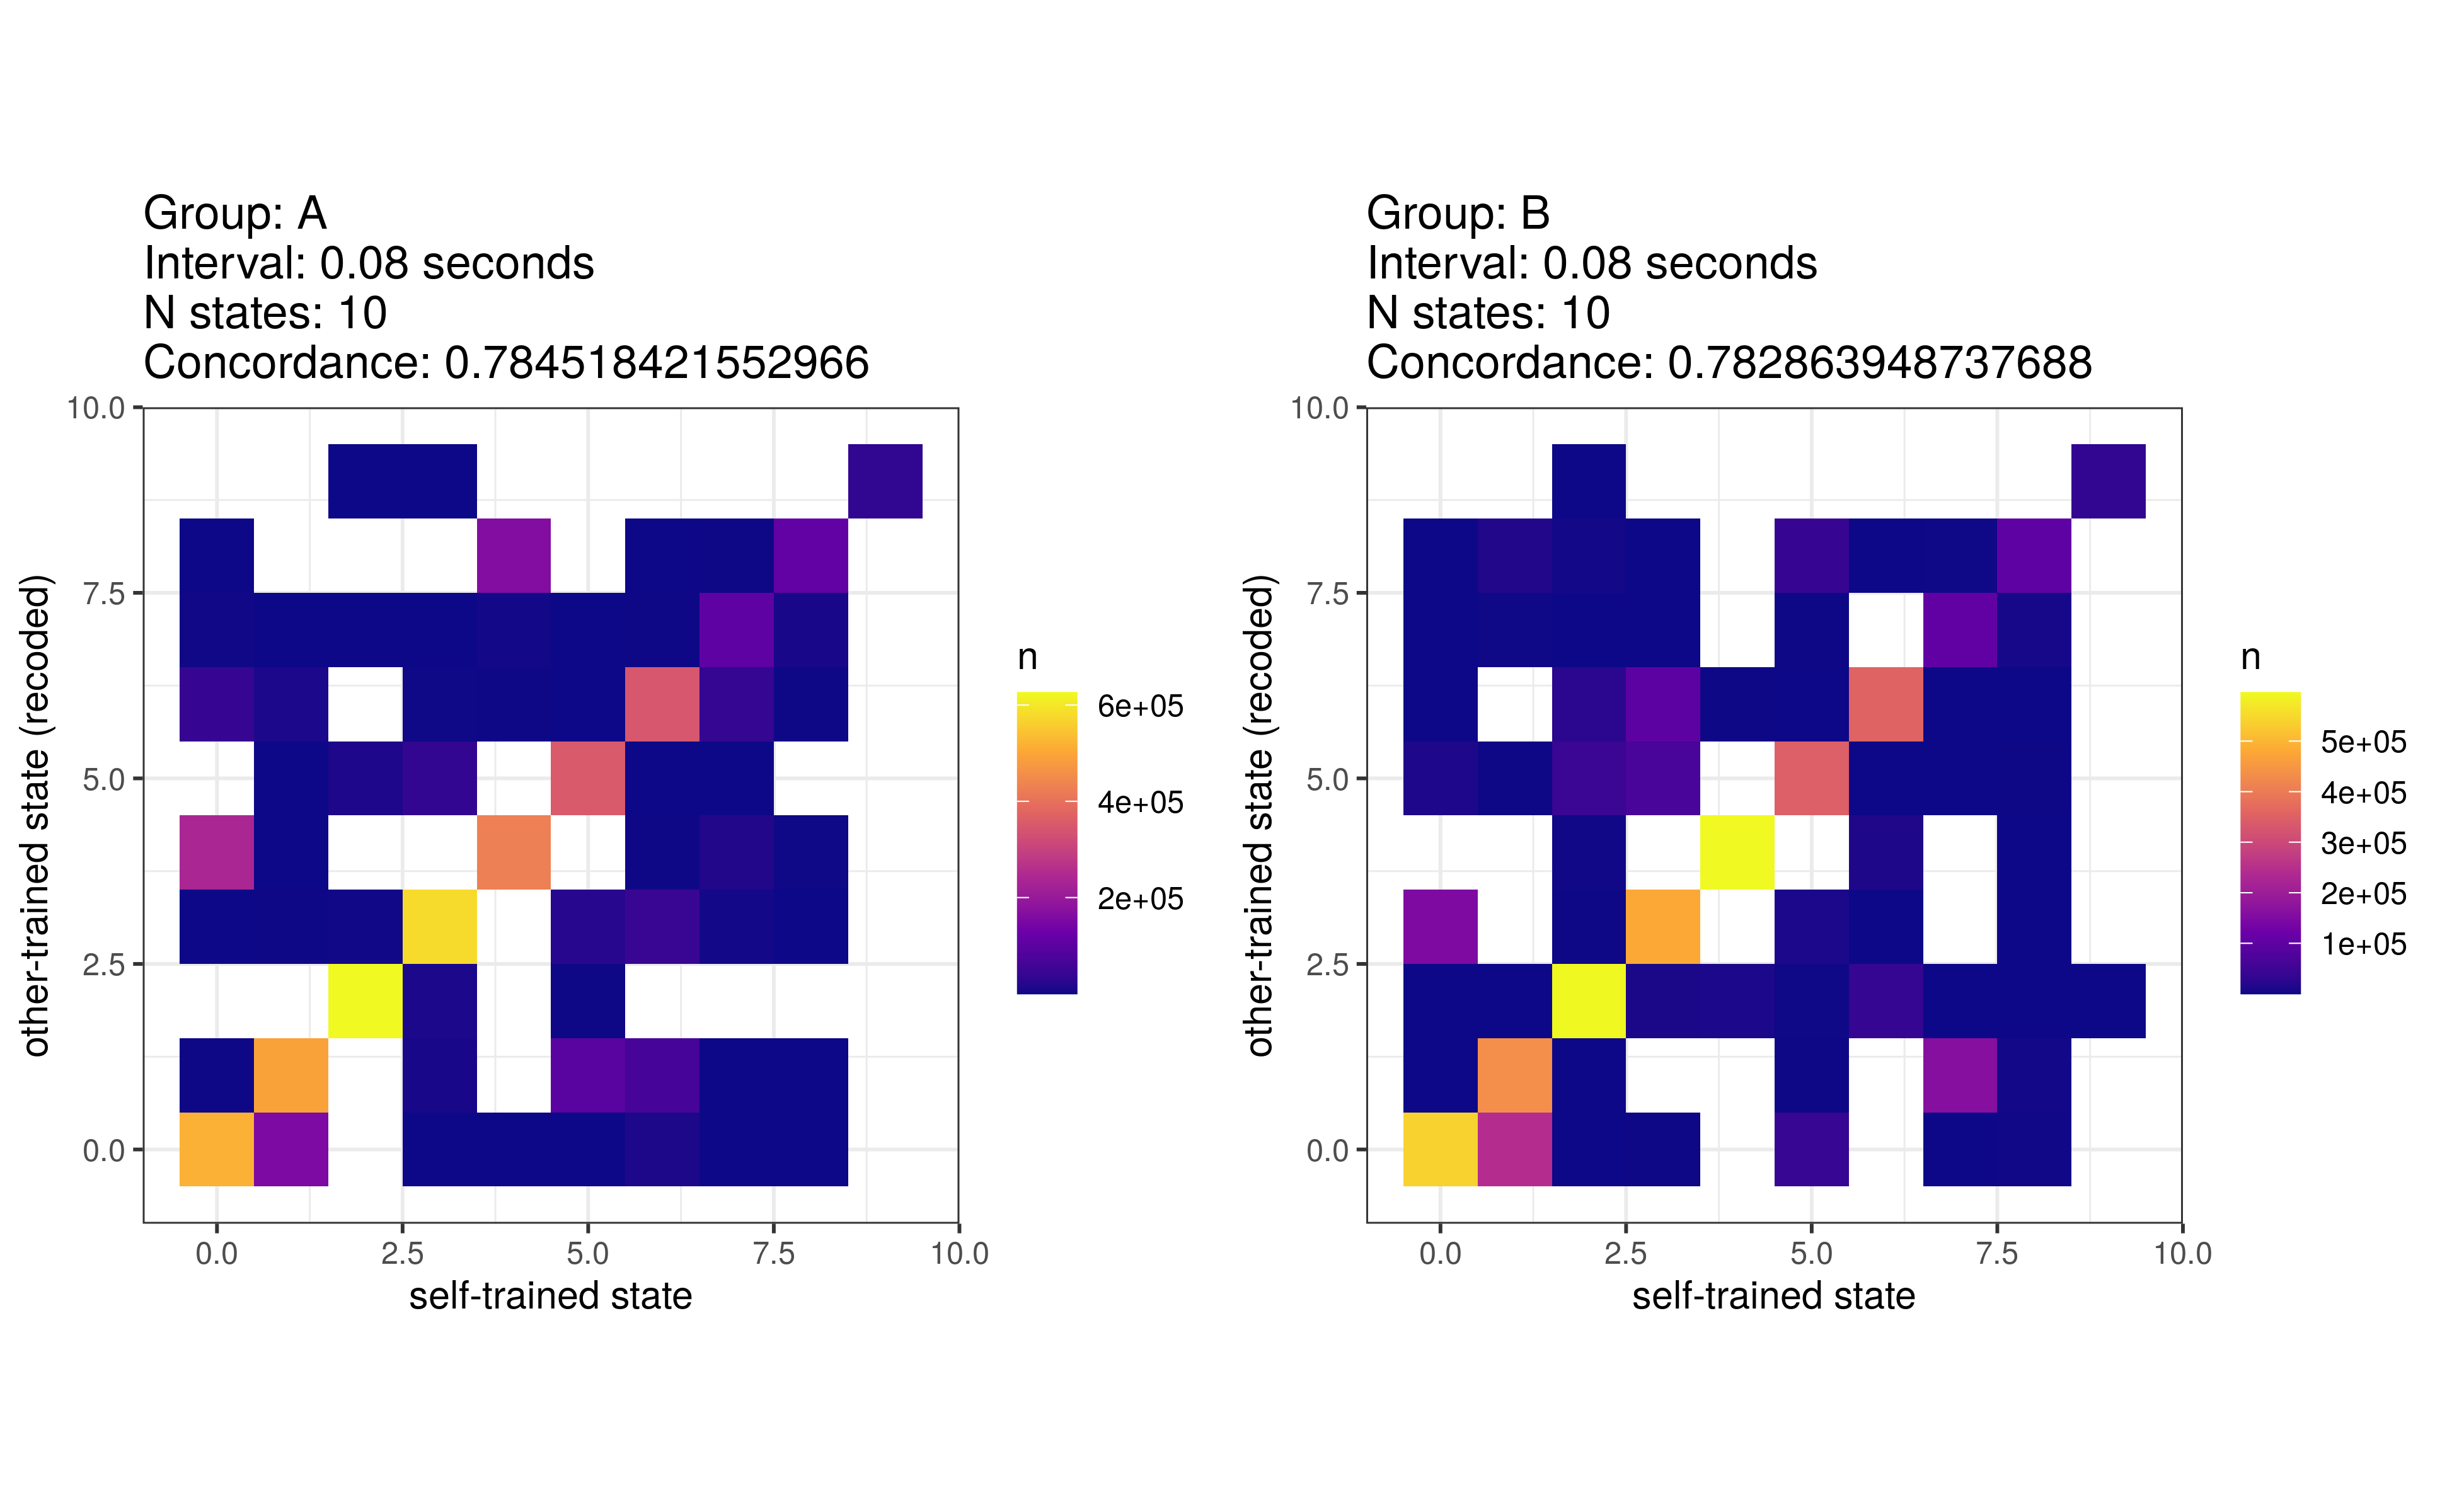 Group: A
Interval: 0.08 seconds
N states: 10
Concordance: 0.784518421552966
10.0
7.5
5.0
2.5
0.0
other-trained state (recoded)
0.0 2.5 5.0 7.5 10.0
self-trained state
n
6e+05
4e+05
2e+05
Group: B
Interval: 0.08 seconds
N states: 10
Concordance: 0.782863948737688
10.0
7.5
5.0
2.5
0.0
other-trained state (recoded)
0.0 2.5 5.0 7.5 10.0
self-trained state
n
5e+05
4e+05
3e+05
2e+05
1e+05